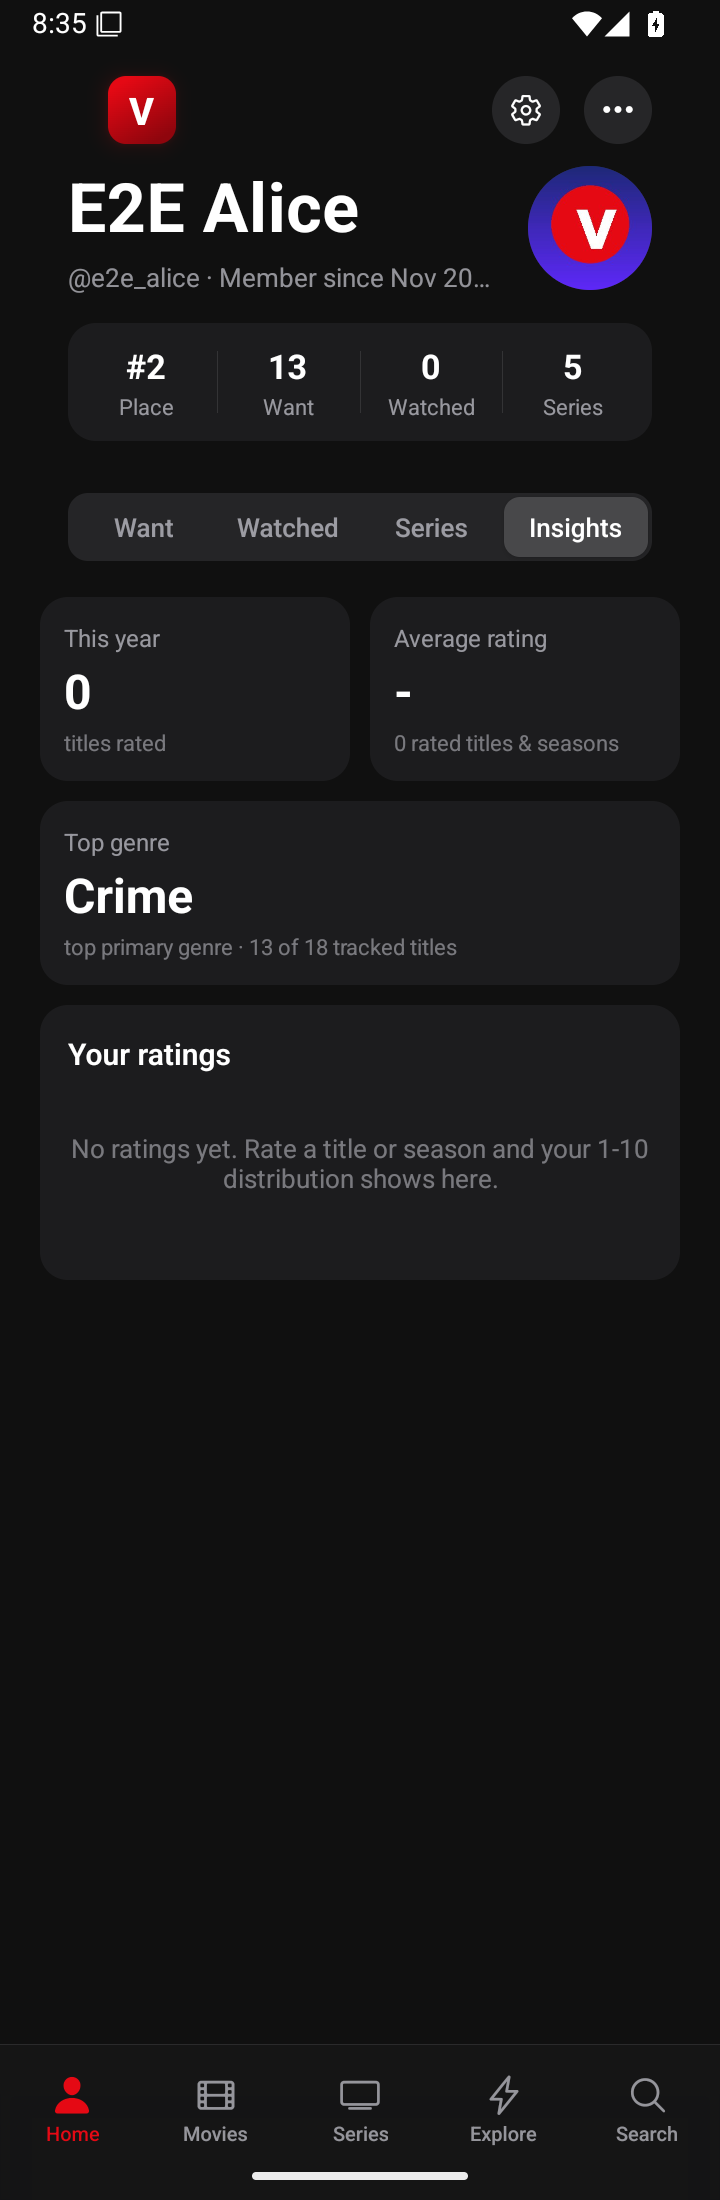 8:35
V
E2E Alice
V
@e2e_alice · Member since Nov 20...
#2 13 0 5
Place Want Watched Series
Want Watched Series Insights
This year Average rating
0 -
titles rated 0 rated titles & seasons
Top genre
Crime
top primary genre · 13 of 18 tracked titles
Your ratings
No ratings yet. Rate a title or season and your 1-10
distribution shows here.
Home Movies Series Explore Search